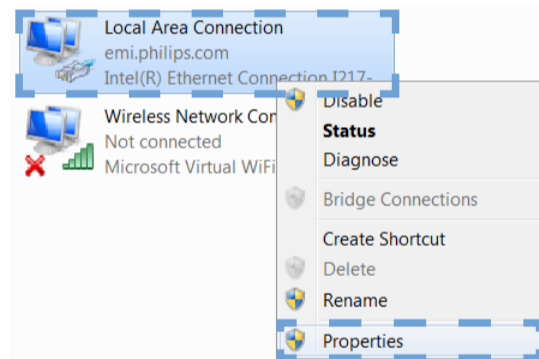 Local Area Connection
emi.philips.com
Intel(R) Ethernet Connection I217-
Wireless Network Con
Not connected
Microsoft Virtual WiFi
Disable
Status
Diagnose
Bridge Connections
Create Shortcut
Delete
Rename
Properties